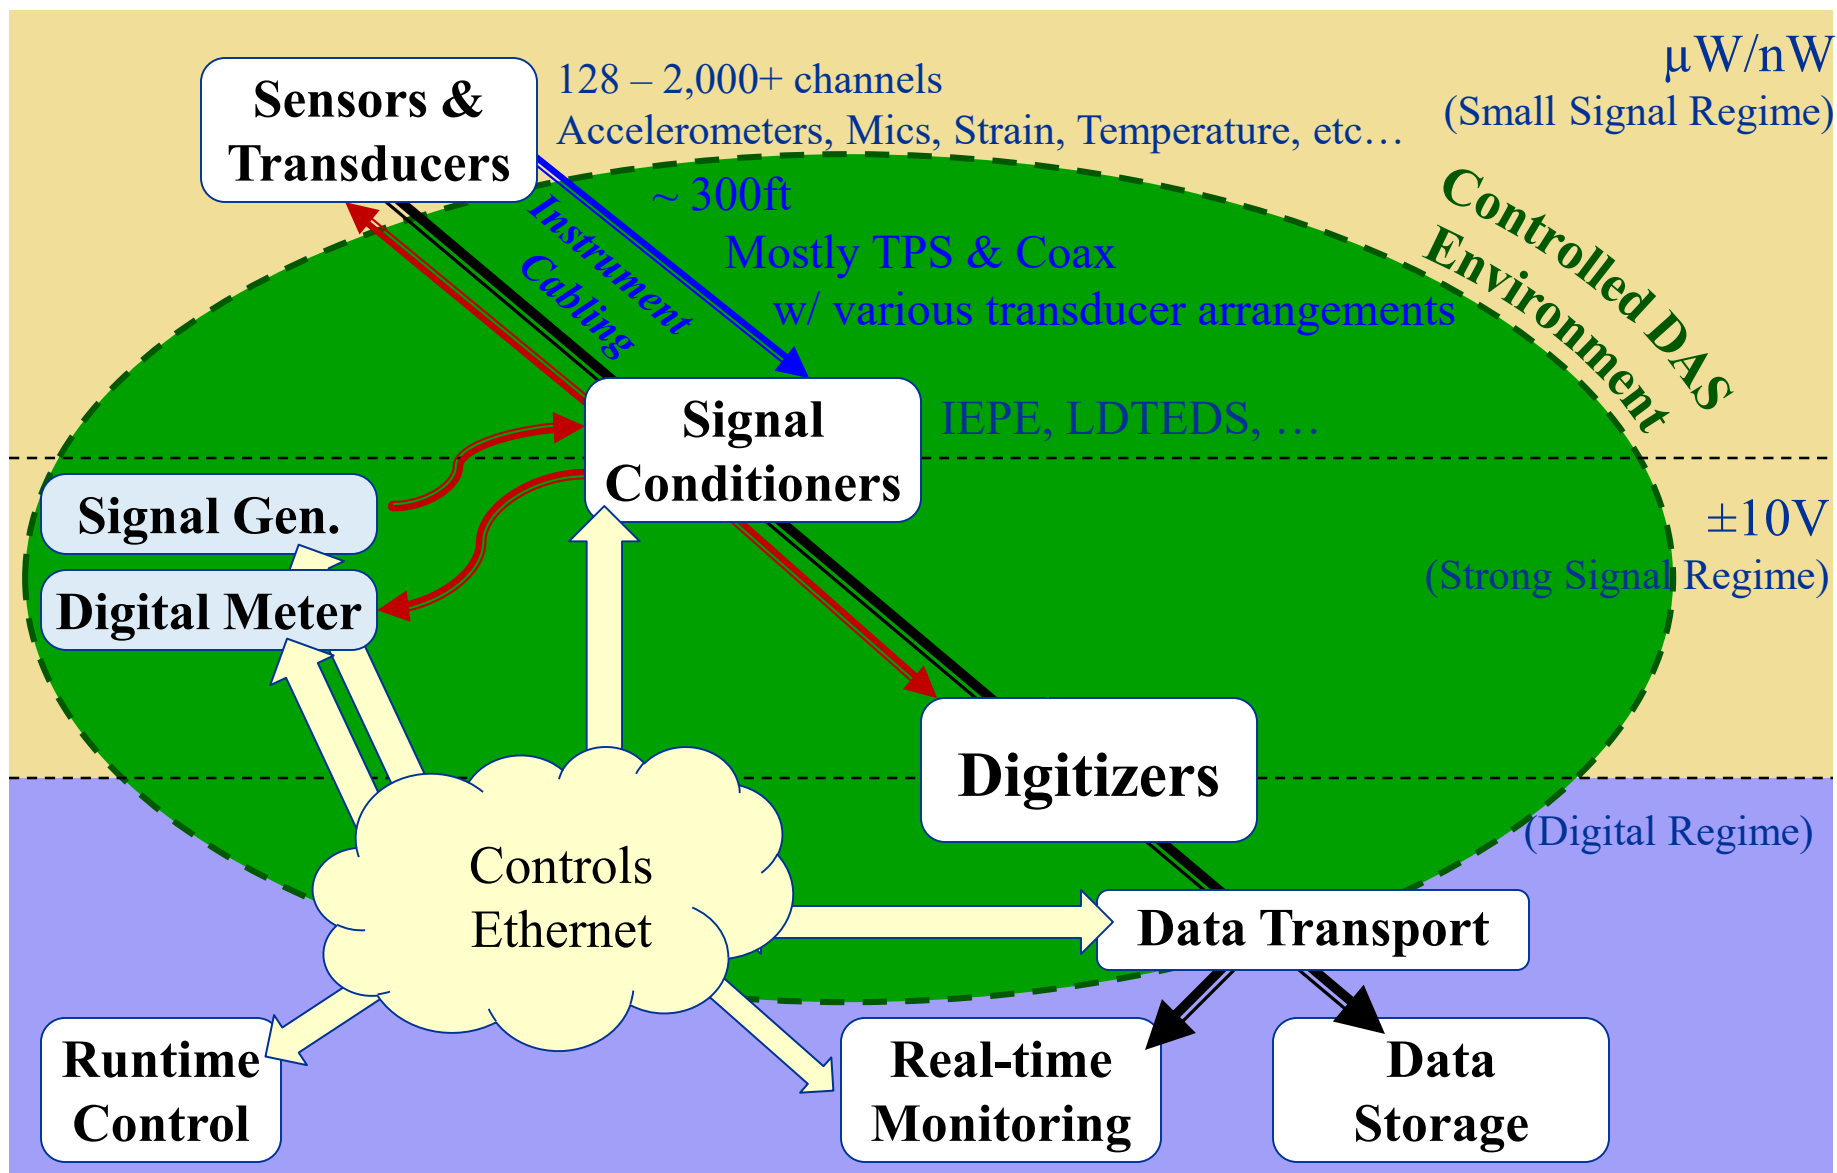 Sensors &
Transducers
128 – 2,000+ channels
Accelerometers, Mics, Strain, Temperature, etc…
μW/nW
(Small Signal Regime)
Controlled DAS
Environment
~ 300ft
Mostly TPS & Coax
w/ various transducer arrangements
Instrument
Cabling
Signal
Conditioners
IEPE, LDTEDS, …
Signal Gen.
Digital Meter
±10V
(Strong Signal Regime)
Digitizers
(Digital Regime)
Controls
Ethernet
Data Transport
Runtime
Control
Real-time
Monitoring
Data
Storage